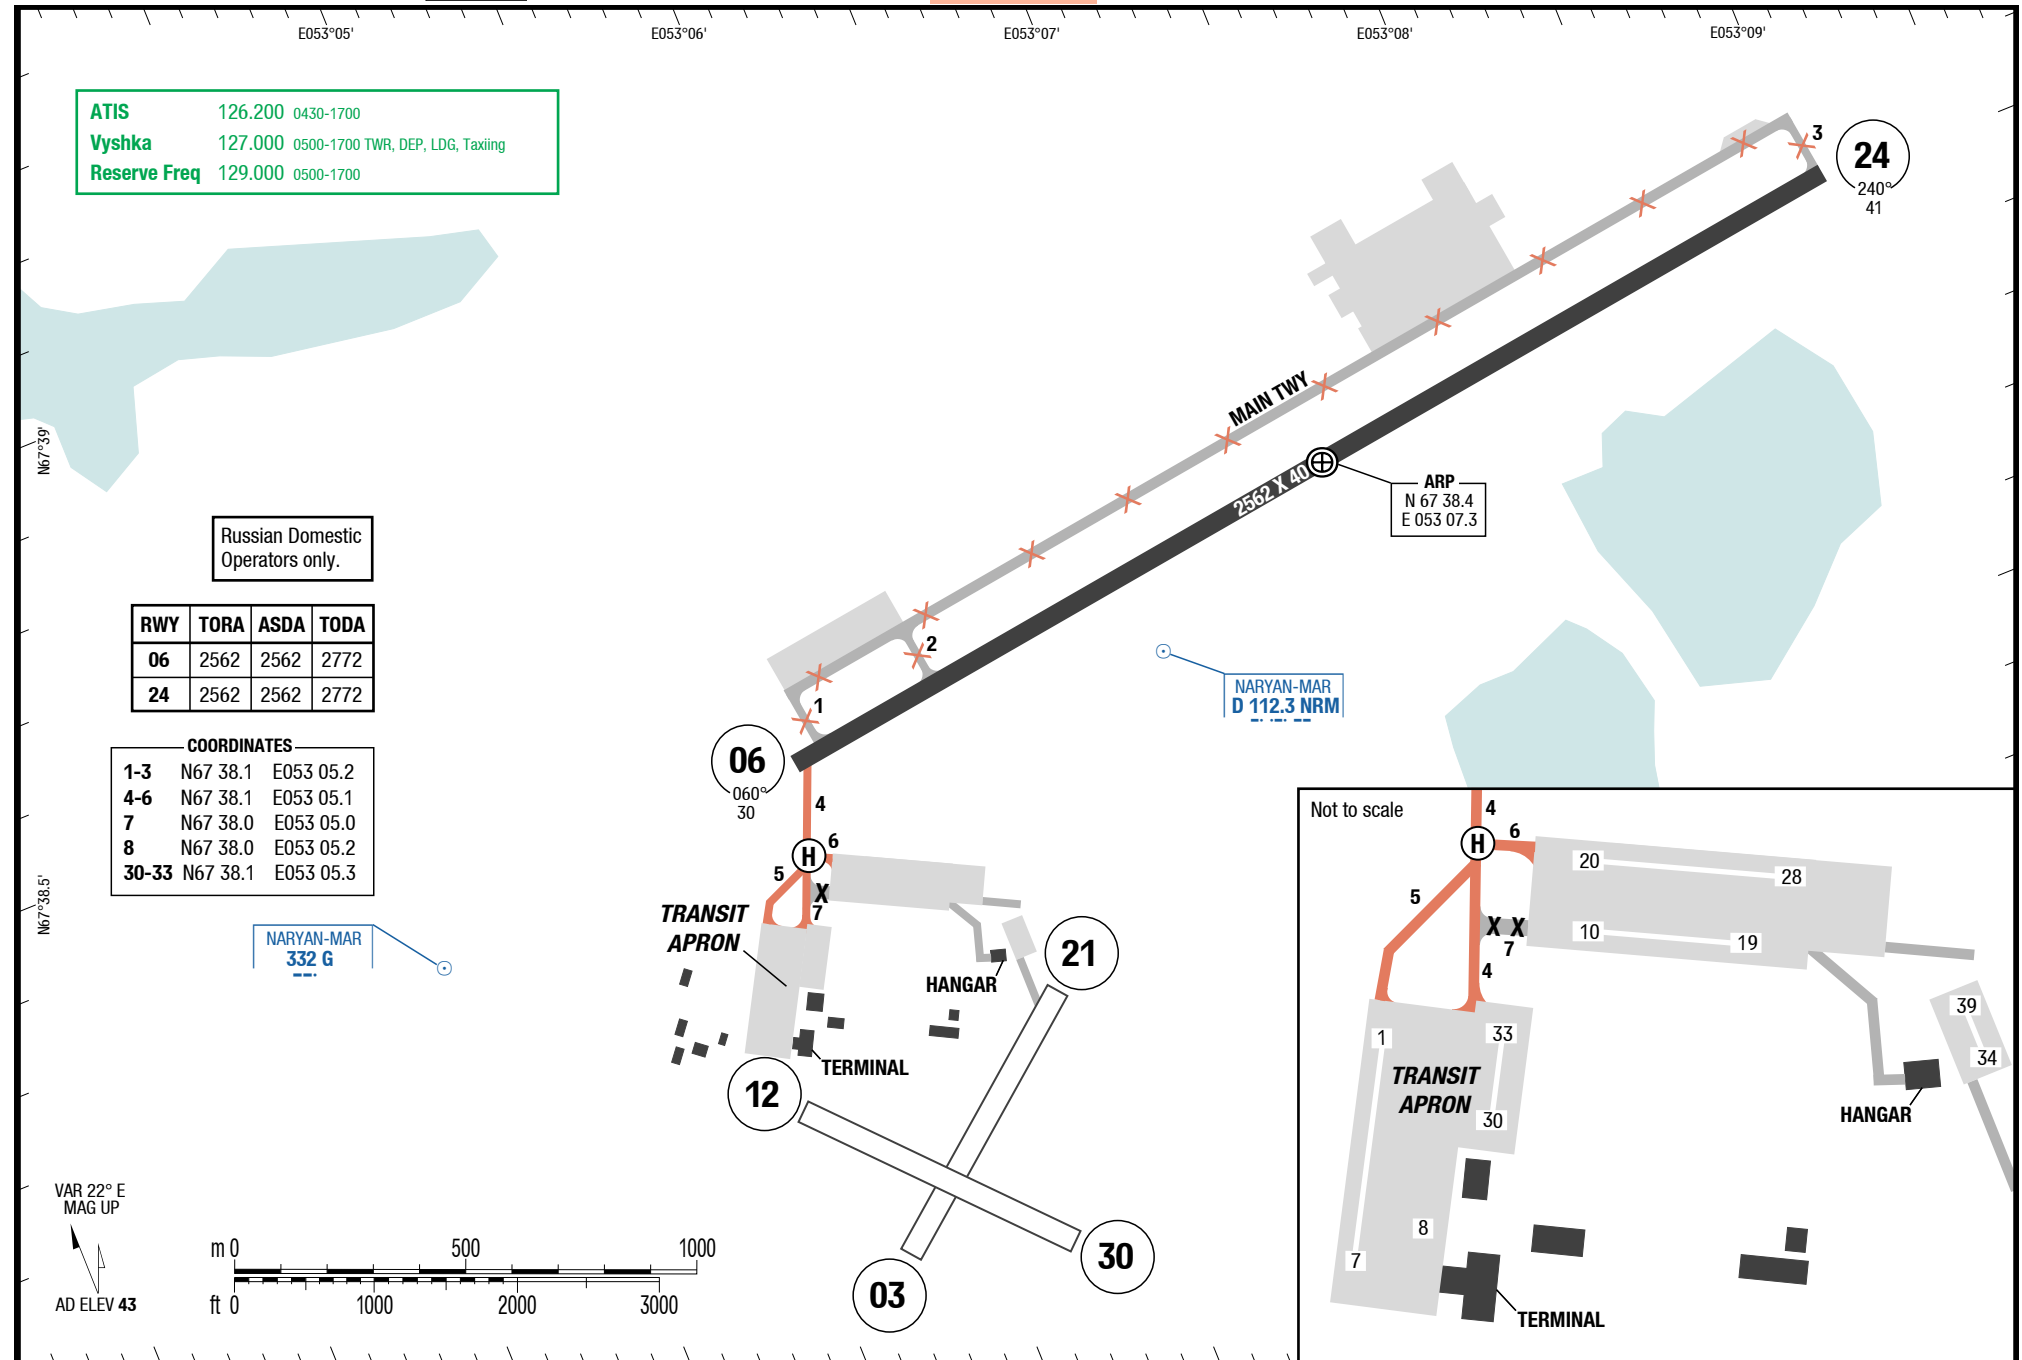 E053°05'
E053°06'
E053°07'
E053°08'
E053°09'
ATIS 126.200 0430-1700
Vyshka 127.000 0500-1700 TWR, DEP, LDG, Taxiing
Reserve Freq 129.000 0500-1700
3
24
240°
41
MAIN TWY
N67°39'
2562 X 40
ARP
N 67 38.4
E 053 07.3
Russian Domestic
Operators only.
RWY TORA ASDA TODA
06 2562 2562 2772
24 2562 2562 2772
2
1
NARYAN-MAR
D 112.3 NRM
06
060°
30
COORDINATES
1-3 N67 38.1 E053 05.2
4-6 N67 38.1 E053 05.1
7 N67 38.0 E053 05.0
8 N67 38.0 E053 05.2
30-33 N67 38.1 E053 05.3
4
6
H
5
X
7
N67°38.5'
TRANSIT
APRON
NARYAN-MAR
332 G
21
HANGAR
TERMINAL
12
30
03
VAR 22° E
MAG UP
AD ELEV 43
m 0 500 1000
ft 0 1000 2000 3000
Not to scale
4
6
H
20
28
5
X X
10
19
7
4
39
1
33
34
TRANSIT
APRON
30
HANGAR
8
7
TERMINAL